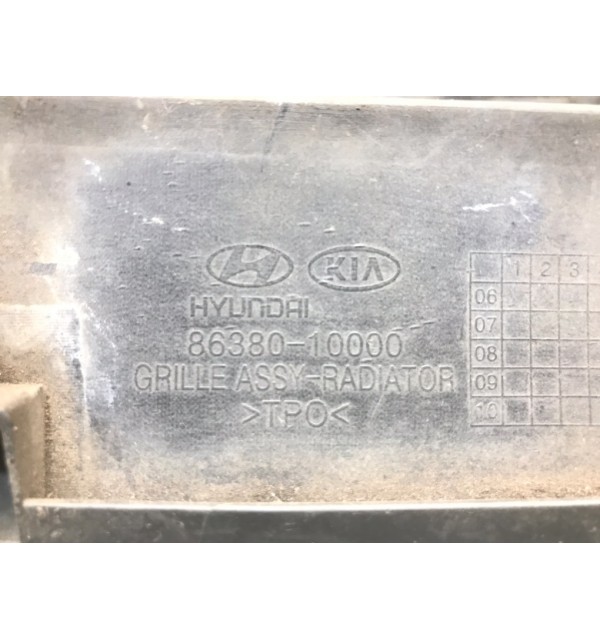 KIA
HYUNDAI
86380-10000
GRILLE ASSY-RADIATOR
>TPO<
1 2 3
06
07
08
09
10